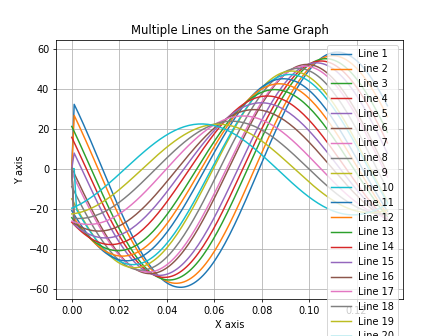 Multiple Lines on the Same Graph
60
40
20
0
−20
−40
−60
Y axis
0.00
0.02
0.04
0.06
0.08
0.10
X axis
Line 1
Line 2
Line 3
Line 4
Line 5
Line 6
Line 7
Line 8
Line 9
Line 10
Line 11
Line 12
Line 13
Line 14
Line 15
Line 16
Line 17
Line 18
Line 19
Line 20